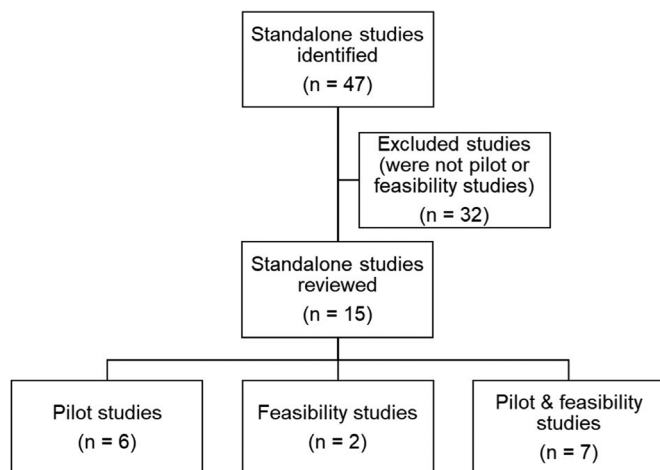 Standalone studies
identified
(n = 47)
Excluded studies
(were not pilot or
feasibility studies)
(n = 32)
Standalone studies
reviewed
(n = 15)
Pilot studies
(n = 6)
Feasibility studies
(n = 2)
Pilot & feasibility
studies
(n = 7)